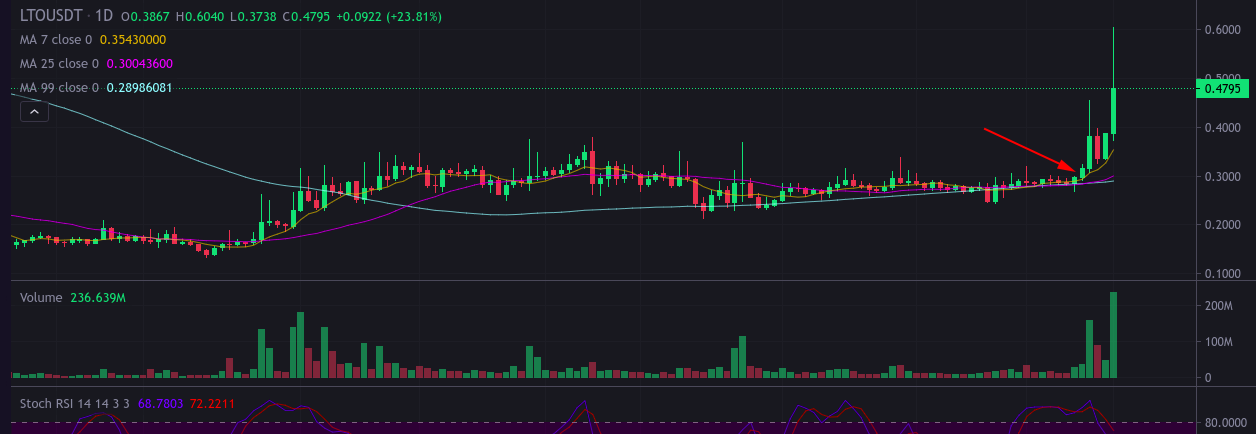 LTOUSDT · 1D O0.3867 H0.6040 L0.3738 C0.4795 +0.0922 (+23.81%)
MA 7 close 0 0.35430000
MA 25 close 0 0.30043600
MA 99 close 0 0.28986081
0.6000
0.5000
0.4795
0.4000
0.3000
0.2000
0.1000
Volume 236.639M
200M
100M
0
Stoch RSI 14 14 3 3 68.7803 72.2211
80.0000